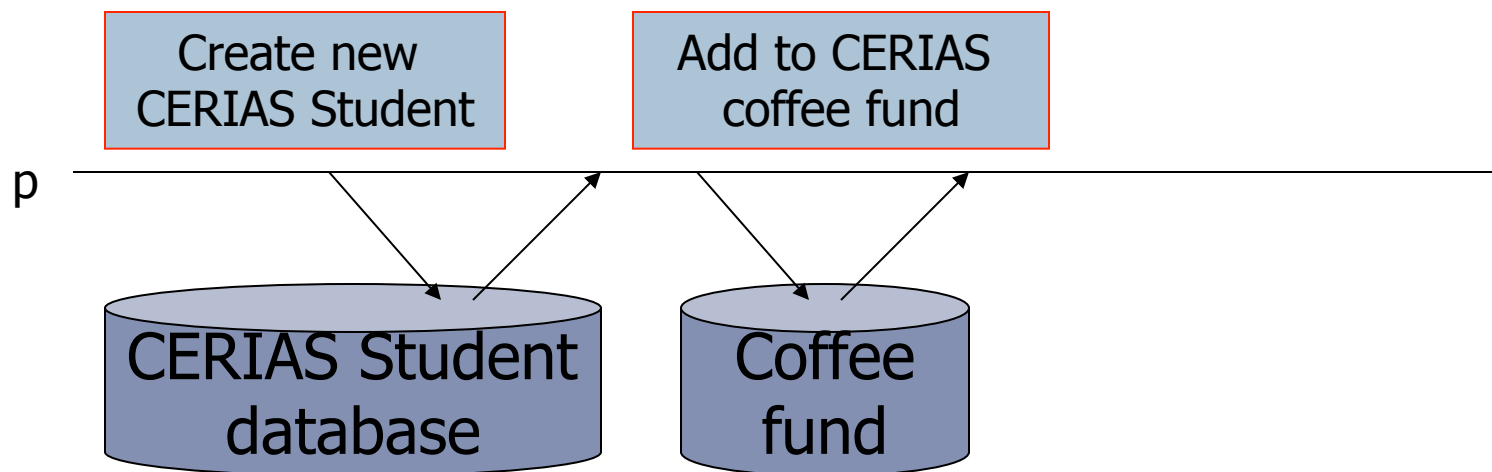 Create new
CERIAS Student
Add to CERIAS
coffee fund
p
CERIAS Student
database
Coffee
fund